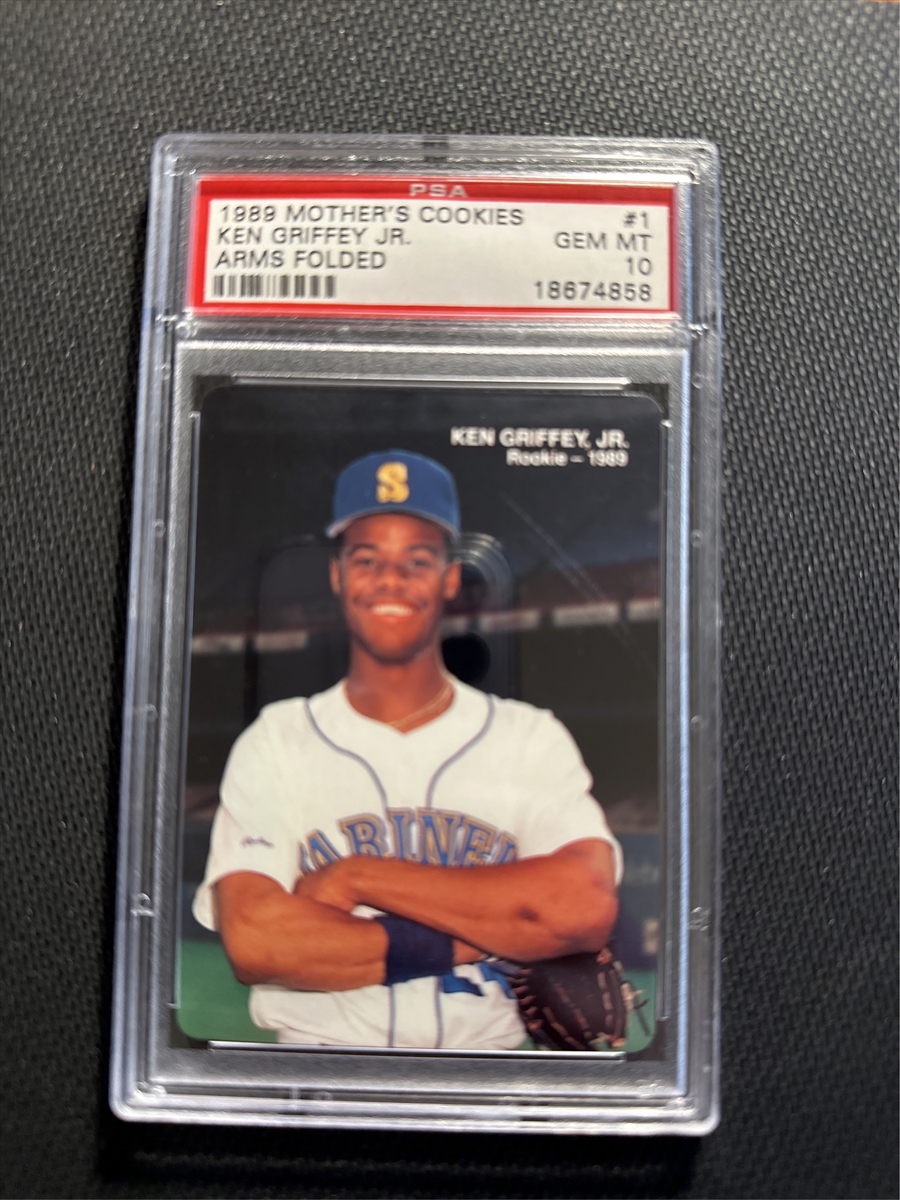 PSA
1989 MOTHER'S COOKIES #1
KEN GRIFFEY JR. GEM MT
ARMS FOLDED 10
18674858
KEN GRIFFEY, JR.
Rookie – 1989
S
ARINE